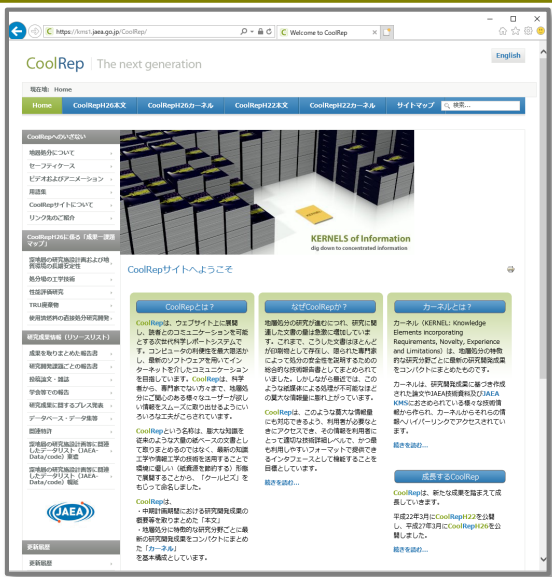 https://kms1.jaea.go.jp/CoolRep/
Welcome to CoolRep
English
CoolRep The next generation
現在地: Home
Home CoolRepH26本文 CoolRepH26カーネル CoolRepH22本文 CoolRepH22カーネル サイトマップ 検索...
CoolRepへのいざない
地層処分について
セーフティケース
ビデオおよびアニメーション
用語集
CoolRepサイトについて
リンク先のご紹介
CoolRepH26に係る「成果－課題
マップ」
深地層の研究施設計画および地
質環境の長期安定性
処分場の工学技術
性能評価研究
TRU廃棄物
使用済燃料の直接処分研究開発
研究成果情報（リソースリスト）
成果を取りまとめた報告書
研究開発課題ごとの報告書
投稿論文・雑誌
学会等での報告
研究成果に関するプレス発表
データベース・データ集等
関連特許
深地層の研究施設計画等に関連
したデータリスト（JAEA-
Data/code）東濃
深地層の研究施設計画等に関連
したデータリスト（JAEA-
Data/code）幌延
JAEA
更新履歴
更新履歴
KERNELS of Information
dig down to concentrated information
CoolRepサイトへようこそ
CoolRepとは？
CoolRepは、ウェブサイト上に展開
し、読者とのコミュニケーションを可能
とする次世代科学レポートシステムで
す。コンピュータの利便性を最大限活か
し、最新のソフトウェアを用いてイン
ターネットを介したコミュニケーション
を目指しています。CoolRepは、科学
者から、専門家でない方々まで、地層処
分にご関心のある様々なユーザーが欲し
い情報をスムーズに取り出せるようにい
ろいろな工夫がこらされています。
CoolRepという名称は、膨大な知識を
従来のような大量の紙ベースの文書とし
て取りまとめるのではなく、最新の知識
工学や情報工学の技術を活用することで
環境に優しい（紙資源を節約する）形態
で展開することから、「クールビズ」を
もじって命名しました。
CoolRepは、
・中期計画期間における研究開発成果の
概要等を取りまとめた「本文」
・地層処分に特徴的な研究分野ごとに最
新の研究開発成果をコンパクトにまとめ
た「カーネル」
を基本構成としています。
なぜCoolRepか？
地層処分の研究が進むにつれ、研究に関
連した文書の量は急激に増加していま
す。これまで、こうした文書はほとんど
が印刷物として存在し、限られた専門家
によって処分の安全性を説明するための
総合的な技術報告書としてまとめられて
いました。しかしながら最近では、この
ような紙媒体による処理が不可能なほど
の莫大な情報量に膨れ上がっています。
CoolRepは、このような莫大な情報量
にも対応できるよう、利用者が必要なと
きにアクセスでき、その情報を利用者に
とって適切な技術詳細レベルで、かつ最
も利用しやすいフォーマットで提供でき
るインタフェースとして機能することを
目標としています。
続きを読む...
カーネルとは？
カーネル（KERNEL: Knowledge
Elements incorporating
Requirements, Novelty, Experience
and Limitations）は、地層処分の特徴
的な研究分野ごとに最新の研究開発成果
をコンパクトにまとめたものです。
カーネルは、研究開発成果に基づき作成
された論文やJAEA技術資料及びJAEA
KMSにおさめられている様々な技術情
報から作られ、カーネルからそれらの情
報へハイパーリンクでアクセスされてい
ます。
続きを読む...
成長するCoolRep
CoolRepは、新たな成果を踏まえて成
長していきます。
平成22年3月にCoolRepH22を公開
し、平成27年3月にCoolRepH26を公
開しました。
続きを読む...